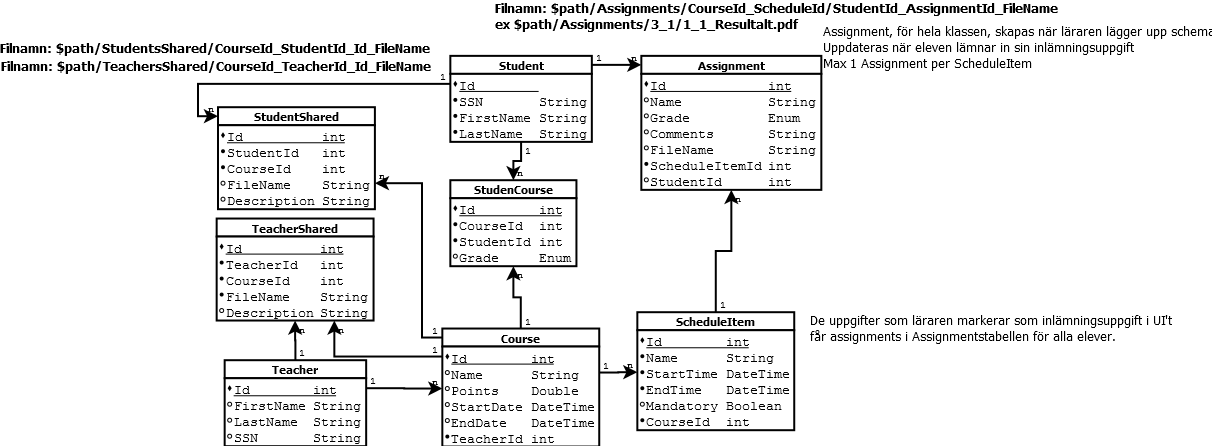 Filnamn: $path/Assignments/CourseId_ScheduleId/StudentId_AssignmentId_FileName
ex $path/Assignments/3_1/1_1_Resultalt.pdf
Assignment, för hela klassen, skapas när läraren lägger upp schema
Uppdateras när eleven lämnar in sin inlämningsuppgift
Max 1 Assignment per ScheduleItem
Filnamn: $path/StudentsShared/CourseId_StudentId_Id_FileName
Filnamn: $path/TeachersShared/CourseId_TeacherId_Id_FileName
Student
Id
SSN String
FirstName String
LastName String
1
n
1
n
1
n
Assignment
Id int
Name String
Grade Enum
Comments String
FileName String
ScheduleItemId int
StudentId int
n
1
StudentShared
Id int
StudentId int
CourseId int
FileName String
Description String
n
1
StudenCourse
Id int
CourseId int
StudentId int
Grade Enum
n
1
TeacherShared
Id int
TeacherId int
CourseId int
FileName String
Description String
n
1
n
1
Course
Id int
Name String
Points Double
StartDate DateTime
EndDate DateTime
TeacherId int
1
n
ScheduleItem
Id int
Name String
StartTime DateTime
EndTime DateTime
Mandatory Boolean
CourseId int
De uppgifter som läraren markerar som inlämningsuppgift i UI't
får assignments i Assignmentstabellen för alla elever.
Teacher
Id int
FirstName String
LastName String
SSN String
1
n